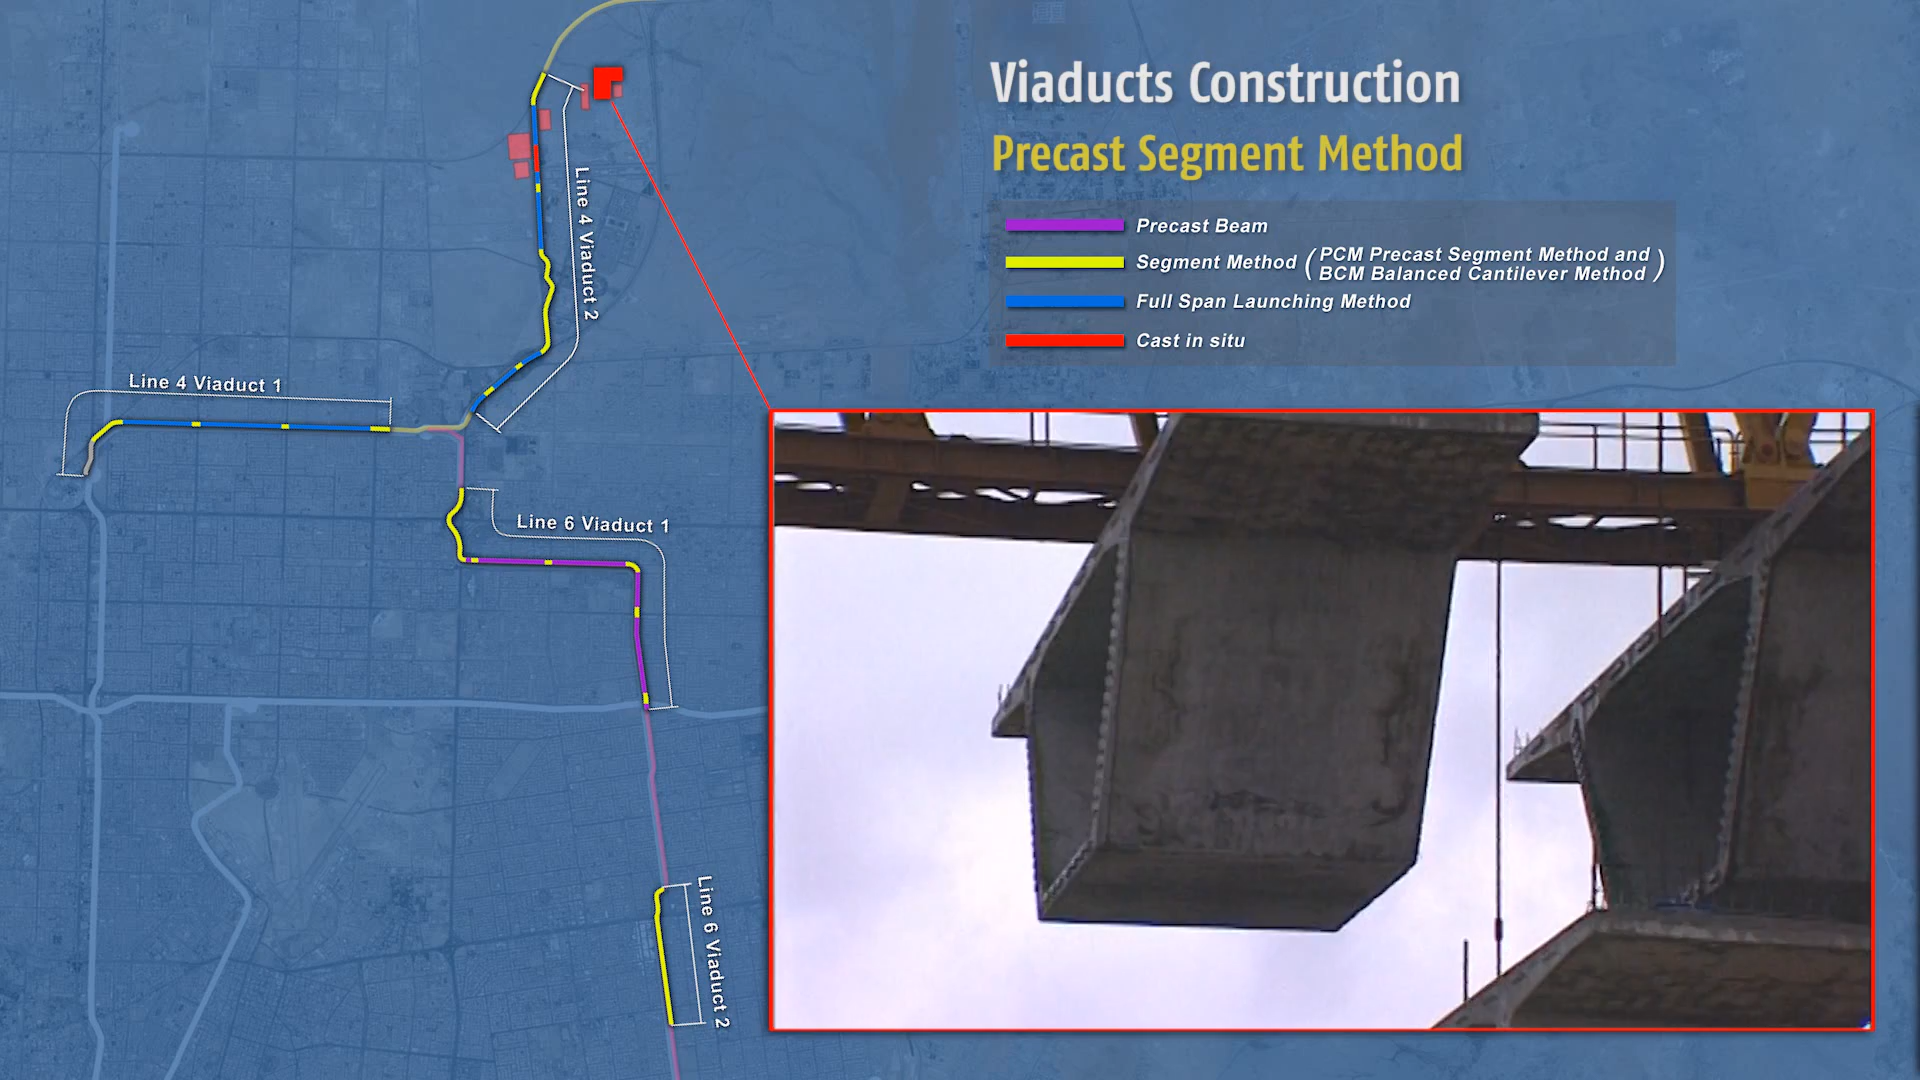 Viaducts Construction
Precast Segment Method
Precast Beam
Segment Method (PCM Precast Segment Method and
BCM Balanced Cantilever Method)
Full Span Launching Method
Cast in situ
Line 4 Viaduct 2
Line 4 Viaduct 1
Line 6 Viaduct 1
Line 6 Viaduct 2